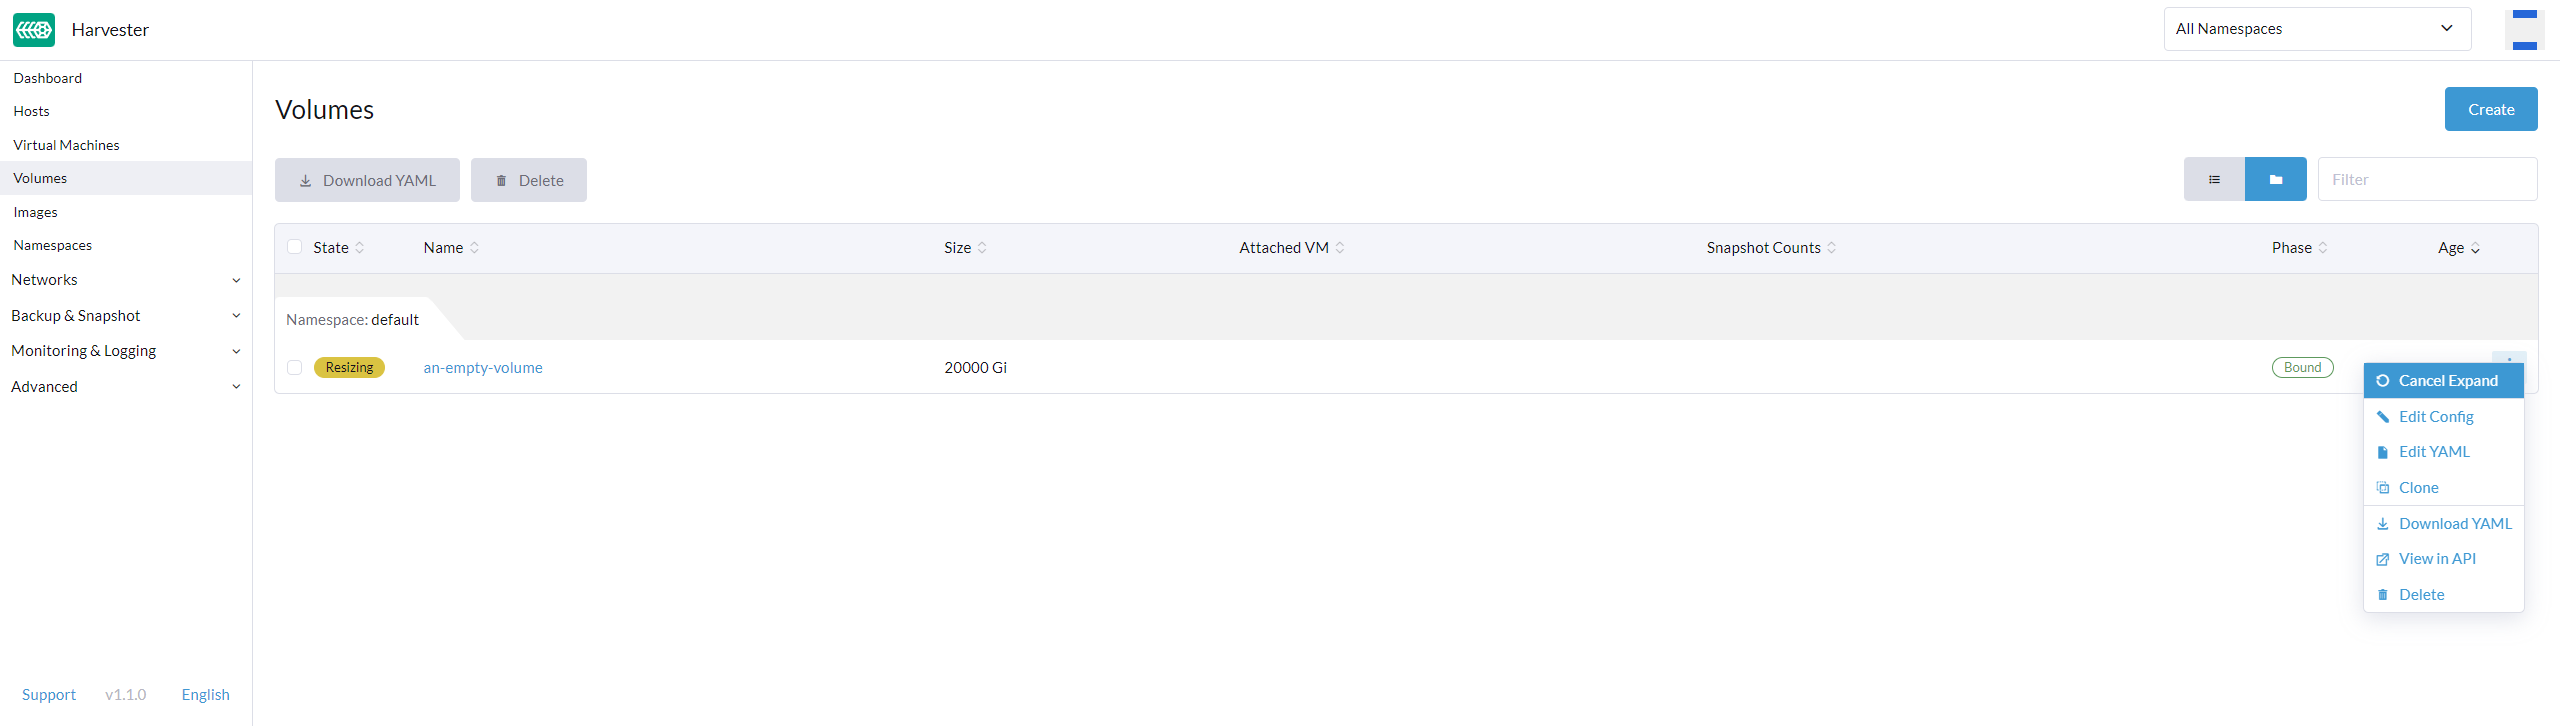 Harvester
All Namespaces
Dashboard
Hosts
Virtual Machines
Volumes
Images
Namespaces
Networks
Backup & Snapshot
Monitoring & Logging
Advanced
Support v1.1.0 English
Volumes
Create
Download YAML Delete
Filter
State Name Size Attached VM Snapshot Counts Phase Age
Namespace: default
Resizing an-empty-volume 20000 Gi Bound
Cancel Expand
Edit Config
Edit YAML
Clone
Download YAML
View in API
Delete